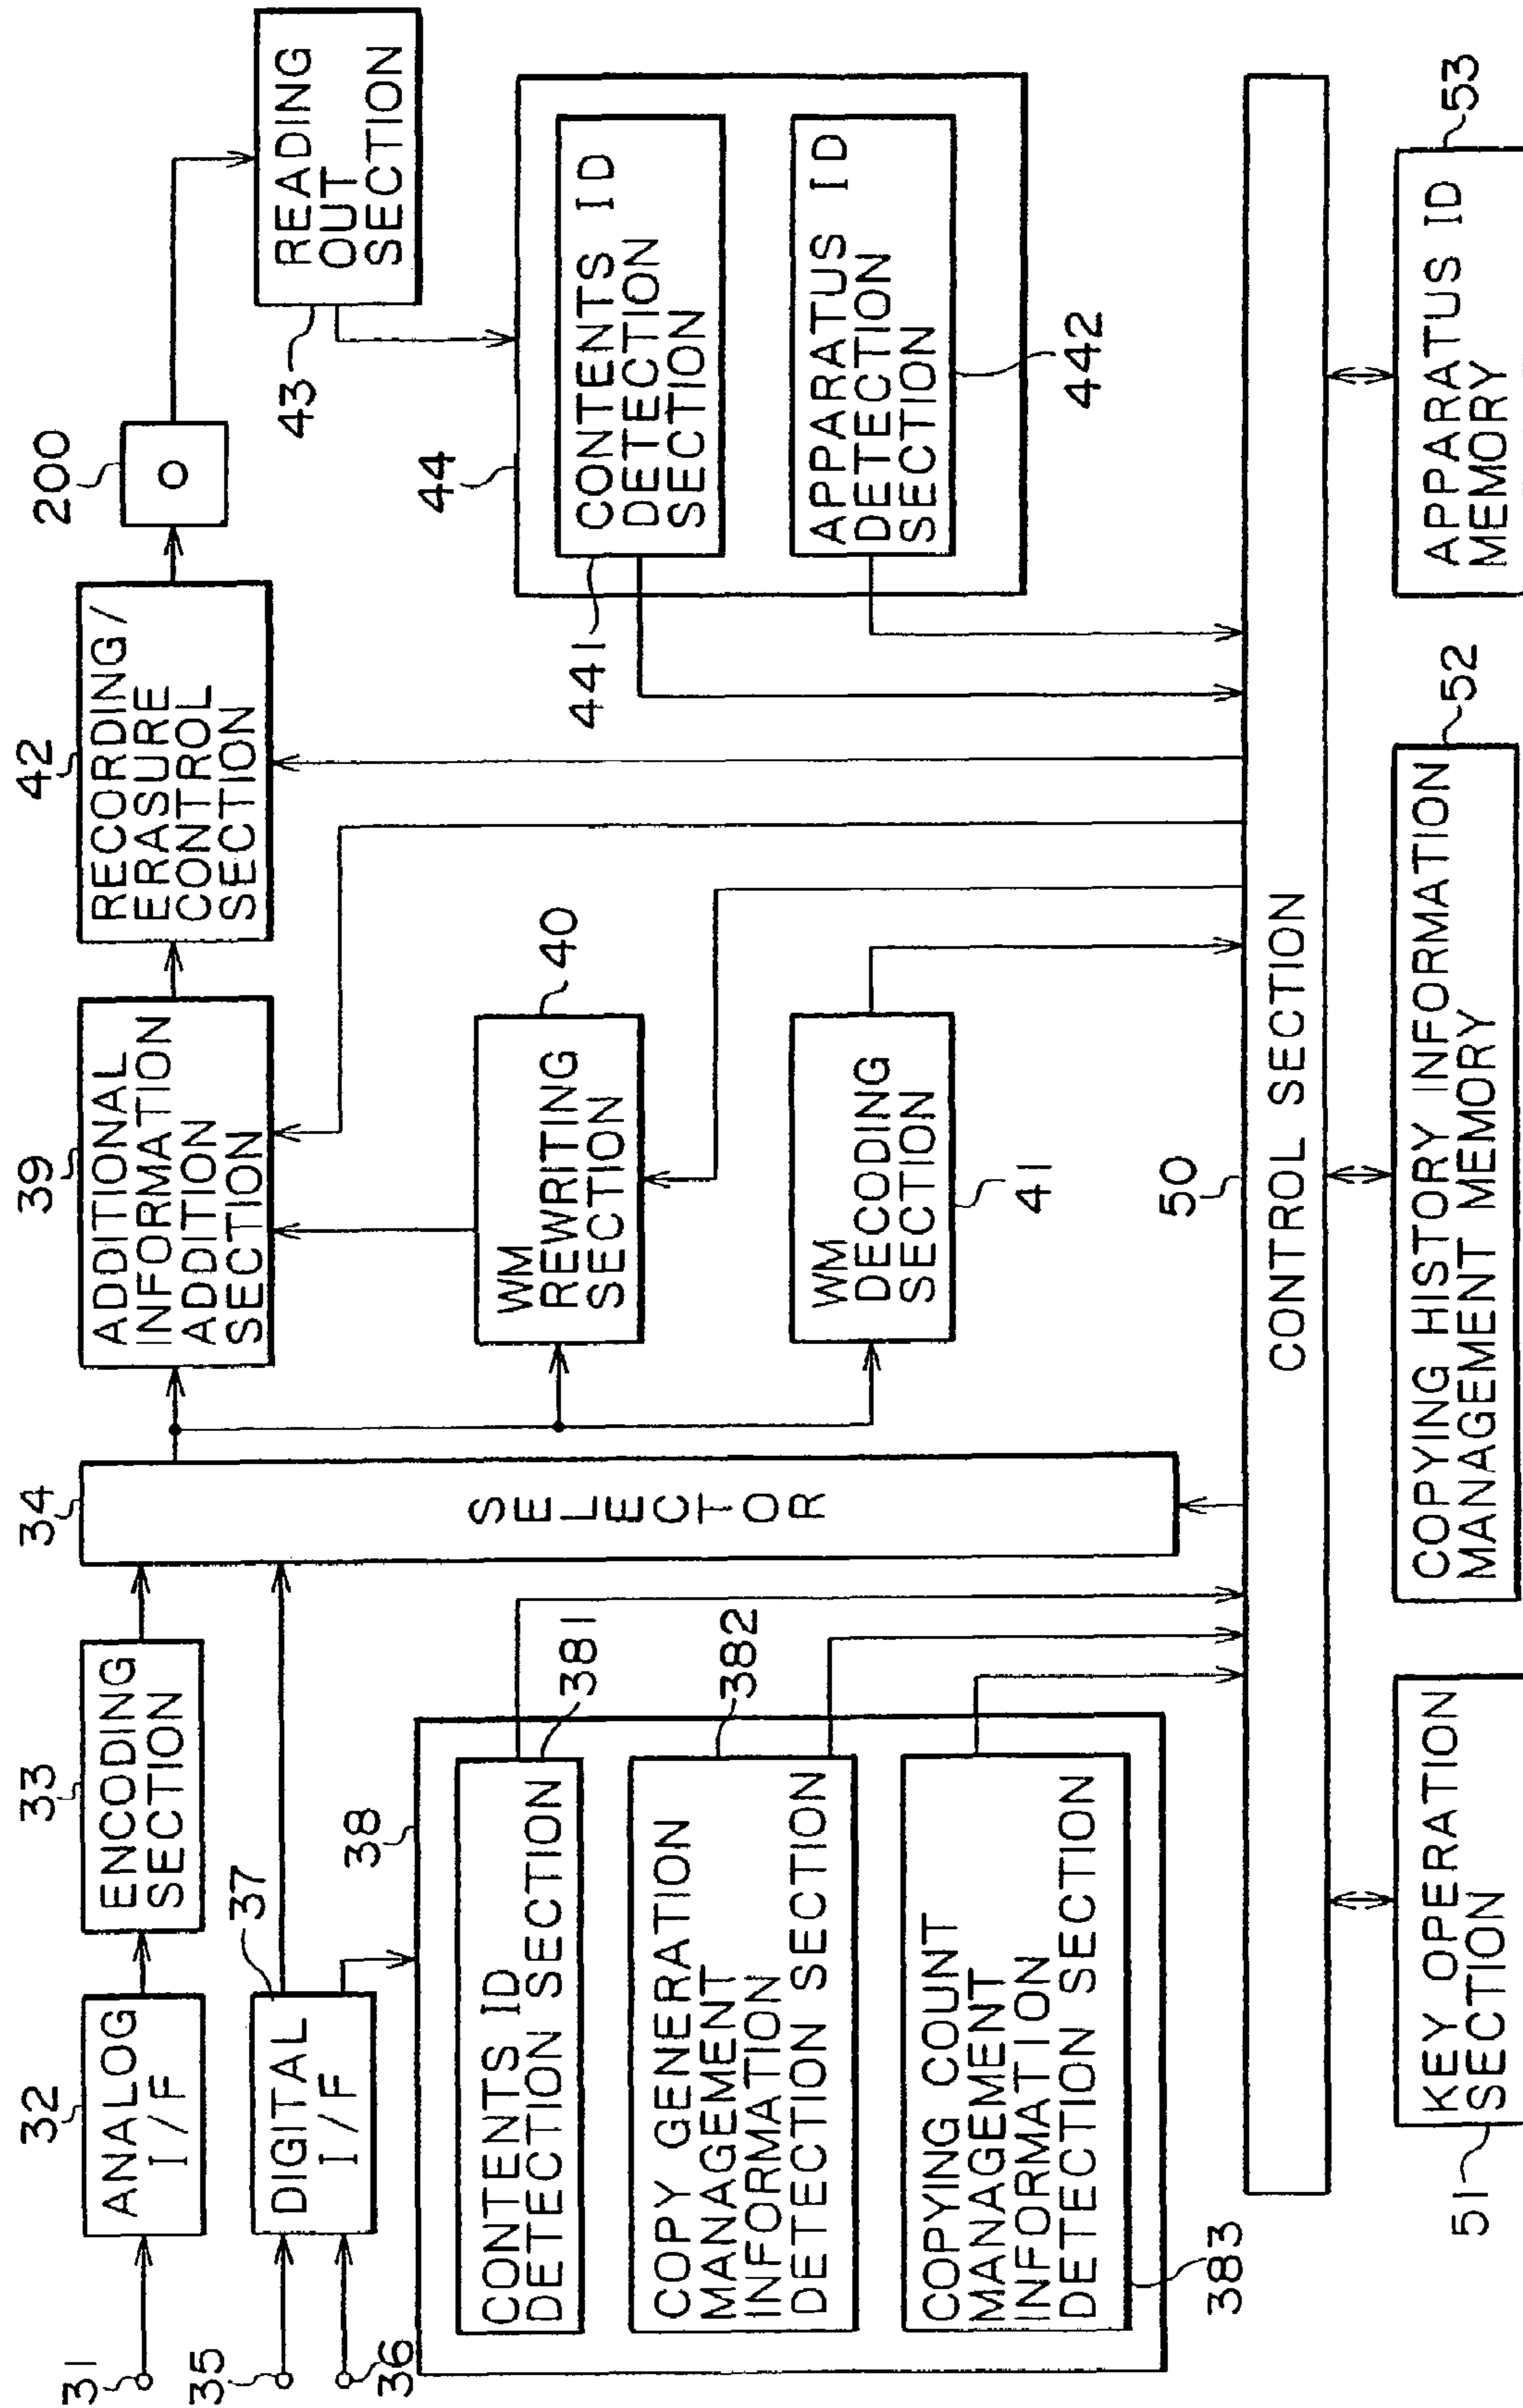 31
32
ANALOG
I/F
33
ENCODING
SECTION
34
SELECTOR
35
36
37
DIGITAL
I/F
38
CONTENTS ID
DETECTION SECTION
381
COPY GENERATION
MANAGEMENT
INFORMATION
DETECTION SECTION
382
COPYING COUNT
MANAGEMENT
INFORMATION
DETECTION SECTION
383
39
ADDITIONAL
INFORMATION
ADDITION
SECTION
40
WM
REWRITING
SECTION
WM
DECODING
SECTION
41
42
RECORDING/
ERASURE
CONTROL
SECTION
200
READING
OUT
SECTION
43
44
CONTENTS ID
DETECTION
SECTION
441
APPARATUS ID
DETECTION
SECTION
442
50
CONTROL SECTION
KEY OPERATION
SECTION
51
COPYING HISTORY INFORMATION
MANAGEMENT MEMORY
52
APPARATUS ID
MEMORY
53